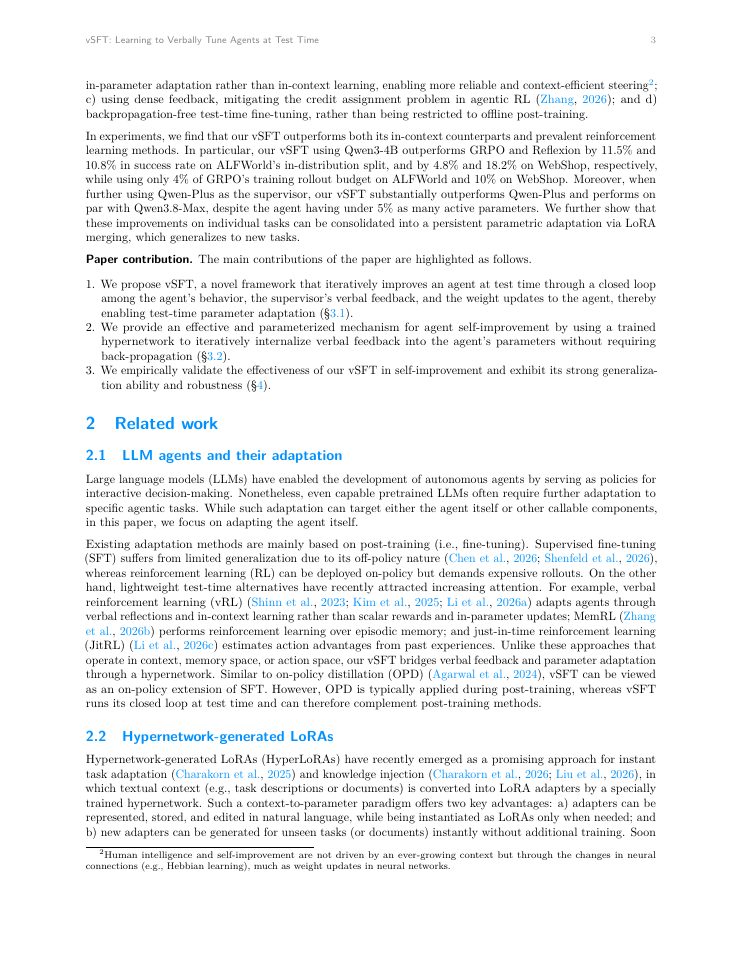 vSFT: Learning to Verbally Tune Agents at Test Time 3
in-parameter adaptation rather than in-context learning, enabling more reliable and context-efficient steering2;
c) using dense feedback, mitigating the credit assignment problem in agentic RL (Zhang, 2026); and d)
backpropagation-free test-time fine-tuning, rather than being restricted to offline post-training.
In experiments, we find that our vSFT outperforms both its in-context counterparts and prevalent reinforcement
learning methods. In particular, our vSFT using Qwen3-4B outperforms GRPO and Reflexion by 11.5% and
10.8% in success rate on ALFWorld's in-distribution split, and by 4.8% and 18.2% on WebShop, respectively,
while using only 4% of GRPO's training rollout budget on ALFWorld and 10% on WebShop. Moreover, when
further using Qwen-Plus as the supervisor, our vSFT substantially outperforms Qwen-Plus and performs on
par with Qwen3.8-Max, despite the agent having under 5% as many active parameters. We further show that
these improvements on individual tasks can be consolidated into a persistent parametric adaptation via LoRA
merging, which generalizes to new tasks.
Paper contribution. The main contributions of the paper are highlighted as follows.
1. We propose vSFT, a novel framework that iteratively improves an agent at test time through a closed loop
among the agent's behavior, the supervisor's verbal feedback, and the weight updates to the agent, thereby
enabling test-time parameter adaptation (§3.1).
2. We provide an effective and parameterized mechanism for agent self-improvement by using a trained
hypernetwork to iteratively internalize verbal feedback into the agent's parameters without requiring
back-propagation (§3.2).
3. We empirically validate the effectiveness of our vSFT in self-improvement and exhibit its strong generaliza-
tion ability and robustness (§4).
2 Related work
2.1 LLM agents and their adaptation
Large language models (LLMs) have enabled the development of autonomous agents by serving as policies for
interactive decision-making. Nonetheless, even capable pretrained LLMs often require further adaptation to
specific agentic tasks. While such adaptation can target either the agent itself or other callable components,
in this paper, we focus on adapting the agent itself.
Existing adaptation methods are mainly based on post-training (i.e., fine-tuning). Supervised fine-tuning
(SFT) suffers from limited generalization due to its off-policy nature (Chen et al., 2026; Shenfeld et al., 2026),
whereas reinforcement learning (RL) can be deployed on-policy but demands expensive rollouts. On the other
hand, lightweight test-time alternatives have recently attracted increasing attention. For example, verbal
reinforcement learning (vRL) (Shinn et al., 2023; Kim et al., 2025; Li et al., 2026a) adapts agents through
verbal reflections and in-context learning rather than scalar rewards and in-parameter updates; MemRL (Zhang
et al., 2026b) performs reinforcement learning over episodic memory; and just-in-time reinforcement learning
(JitRL) (Li et al., 2026c) estimates action advantages from past experiences. Unlike these approaches that
operate in context, memory space, or action space, our vSFT bridges verbal feedback and parameter adaptation
through a hypernetwork. Similar to on-policy distillation (OPD) (Agarwal et al., 2024), vSFT can be viewed
as an on-policy extension of SFT. However, OPD is typically applied during post-training, whereas vSFT
runs its closed loop at test time and can therefore complement post-training methods.
2.2 Hypernetwork-generated LoRAs
Hypernetwork-generated LoRAs (HyperLoRAs) have recently emerged as a promising approach for instant
task adaptation (Charakorn et al., 2025) and knowledge injection (Charakorn et al., 2026; Liu et al., 2026), in
which textual context (e.g., task descriptions or documents) is converted into LoRA adapters by a specially
trained hypernetwork. Such a context-to-parameter paradigm offers two key advantages: a) adapters can be
represented, stored, and edited in natural language, while being instantiated as LoRAs only when needed; and
b) new adapters can be generated for unseen tasks (or documents) instantly without additional training. Soon
2Human intelligence and self-improvement are not driven by an ever-growing context but through the changes in neural
connections (e.g., Hebbian learning), much as weight updates in neural networks.